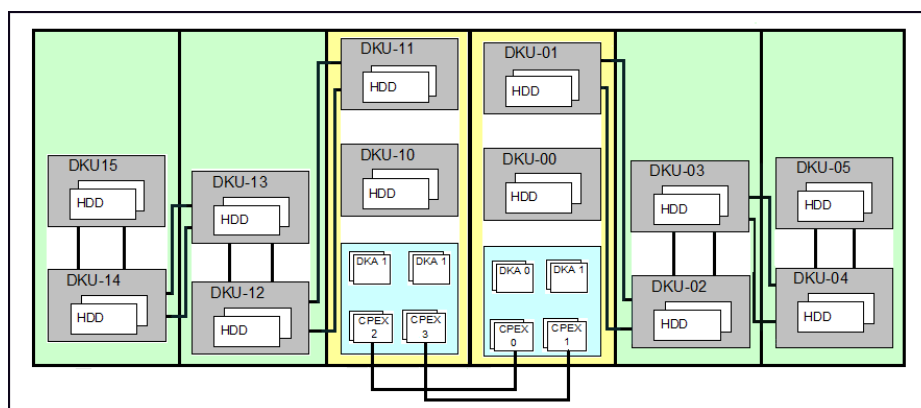 DKU-11
HDD
DKU-01
HDD
DKU-10
HDD
DKU-00
HDD
DKU15
HDD
DKU-13
HDD
DKU-03
HDD
DKU-05
HDD
DKU-14
HDD
DKU-12
HDD
DKA 1
DKA 1
CPEX
2
CPEX
3
DKA 0
DKA 1
CPEX
0
CPEX
1
DKU-02
HDD
DKU-04
HDD